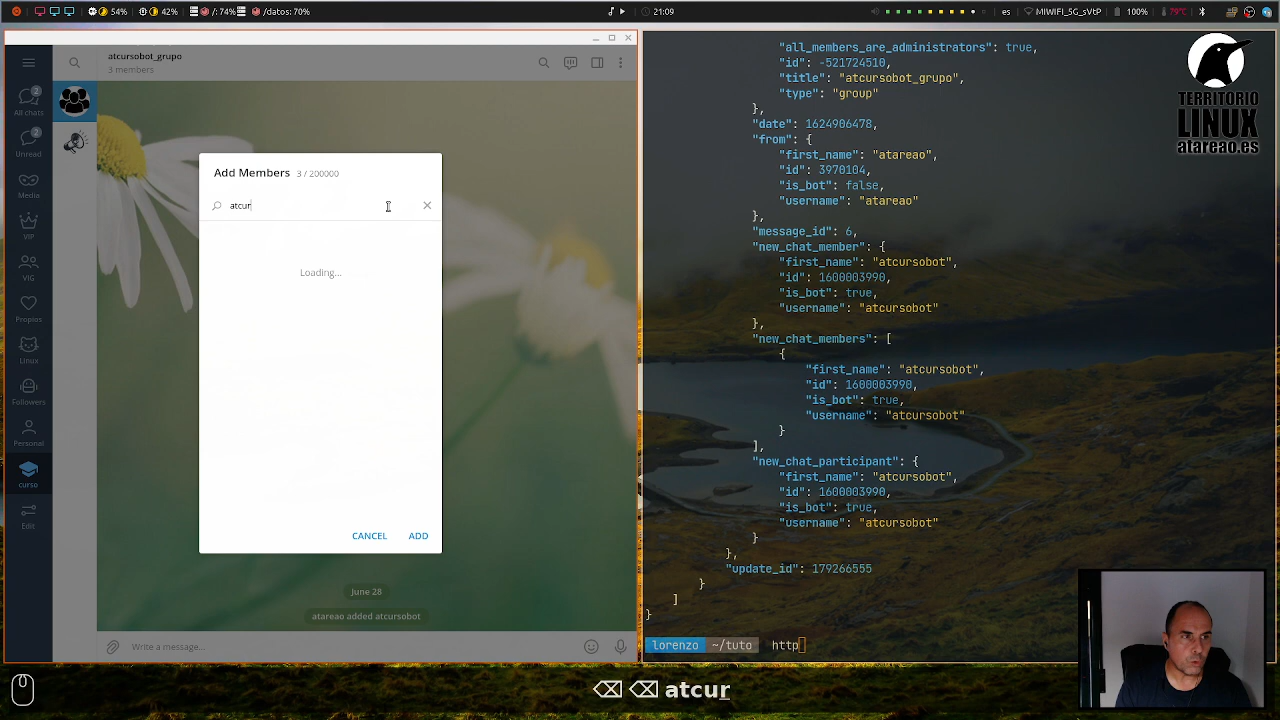 54% 42% /: 74% /datos: 70% 21:09 es MIWIFI_5G_sVtP 100% 79°C
atcursobot_grupo
3 members
All chats
2
Unread
2
Media
VIP
VIG
Propios
Linux
Followers
Personal
curso
Edit
Add Members 3 / 200000
atcur
Loading...
CANCEL ADD
June 28
atareao added atcursobot
Write a message...
"all_members_are_administrators": true,
"id": -521724510,
"title": "atcursobot_grupo",
"type": "group"
},
"date": 1624906478,
"from": {
"first_name": "atareao",
"id": 3970104,
"is_bot": false,
"username": "atareao"
},
"message_id": 6,
"new_chat_member": {
"first_name": "atcursobot",
"id": 1600003990,
"is_bot": true,
"username": "atcursobot"
},
"new_chat_members": [
{
"first_name": "atcursobot",
"id": 1600003990,
"is_bot": true,
"username": "atcursobot"
}
],
"new_chat_participant": {
"first_name": "atcursobot",
"id": 1600003990,
"is_bot": true,
"username": "atcursobot"
}
},
"update_id": 179266555
}
]
}
lorenzo ~/tuto http
TERRITORIO
LINUX
atareao.es
atcur